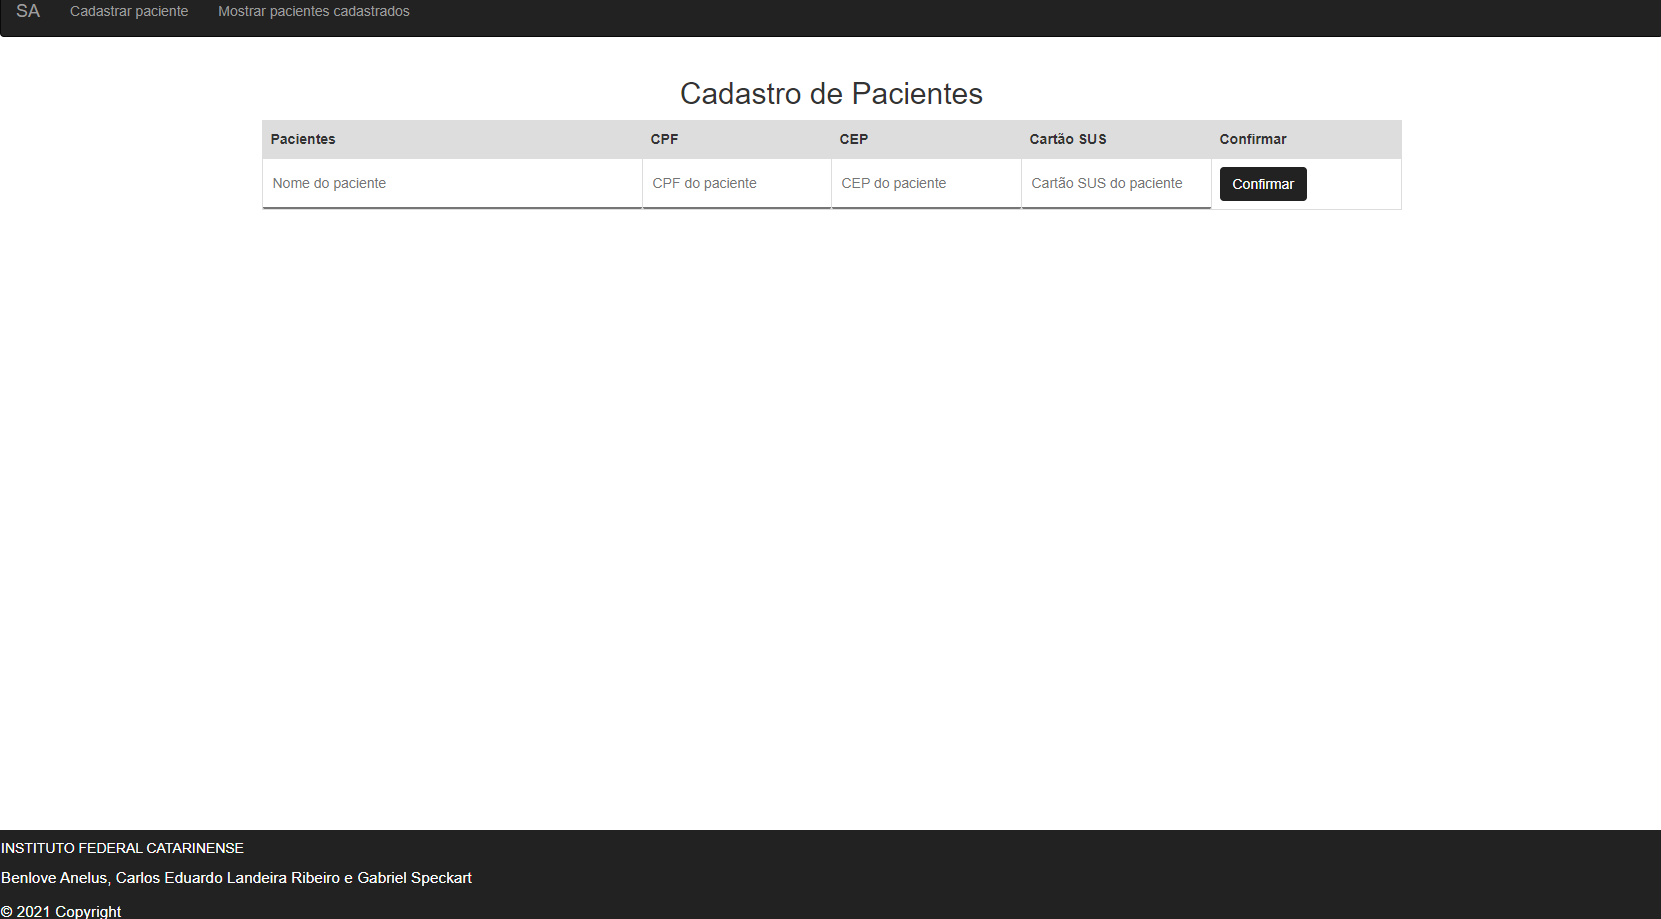 SA Cadastrar paciente Mostrar pacientes cadastrados
Cadastro de Pacientes
Pacientes CPF CEP Cartão SUS Confirmar
Nome do paciente CPF do paciente CEP do paciente Cartão SUS do paciente Confirmar
INSTITUTO FEDERAL CATARINENSE
Benlove Anelus, Carlos Eduardo Landeira Ribeiro e Gabriel Speckart
© 2021 Copyright